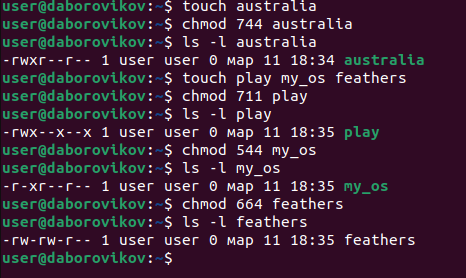 user@daborovikov:~$ touch australia
user@daborovikov:~$ chmod 744 australia
user@daborovikov:~$ ls -l australia
-rwxr--r-- 1 user user 0 мар 11 18:34 australia
user@daborovikov:~$ touch play my_os feathers
user@daborovikov:~$ chmod 711 play
user@daborovikov:~$ ls -l play
-rwx--x--x 1 user user 0 мар 11 18:35 play
user@daborovikov:~$ chmod 544 my_os
user@daborovikov:~$ ls -l my_os
-r-xr--r-- 1 user user 0 мар 11 18:35 my_os
user@daborovikov:~$ chmod 664 feathers
user@daborovikov:~$ ls -l feathers
-rw-rw-r-- 1 user user 0 мар 11 18:35 feathers
user@daborovikov:~$